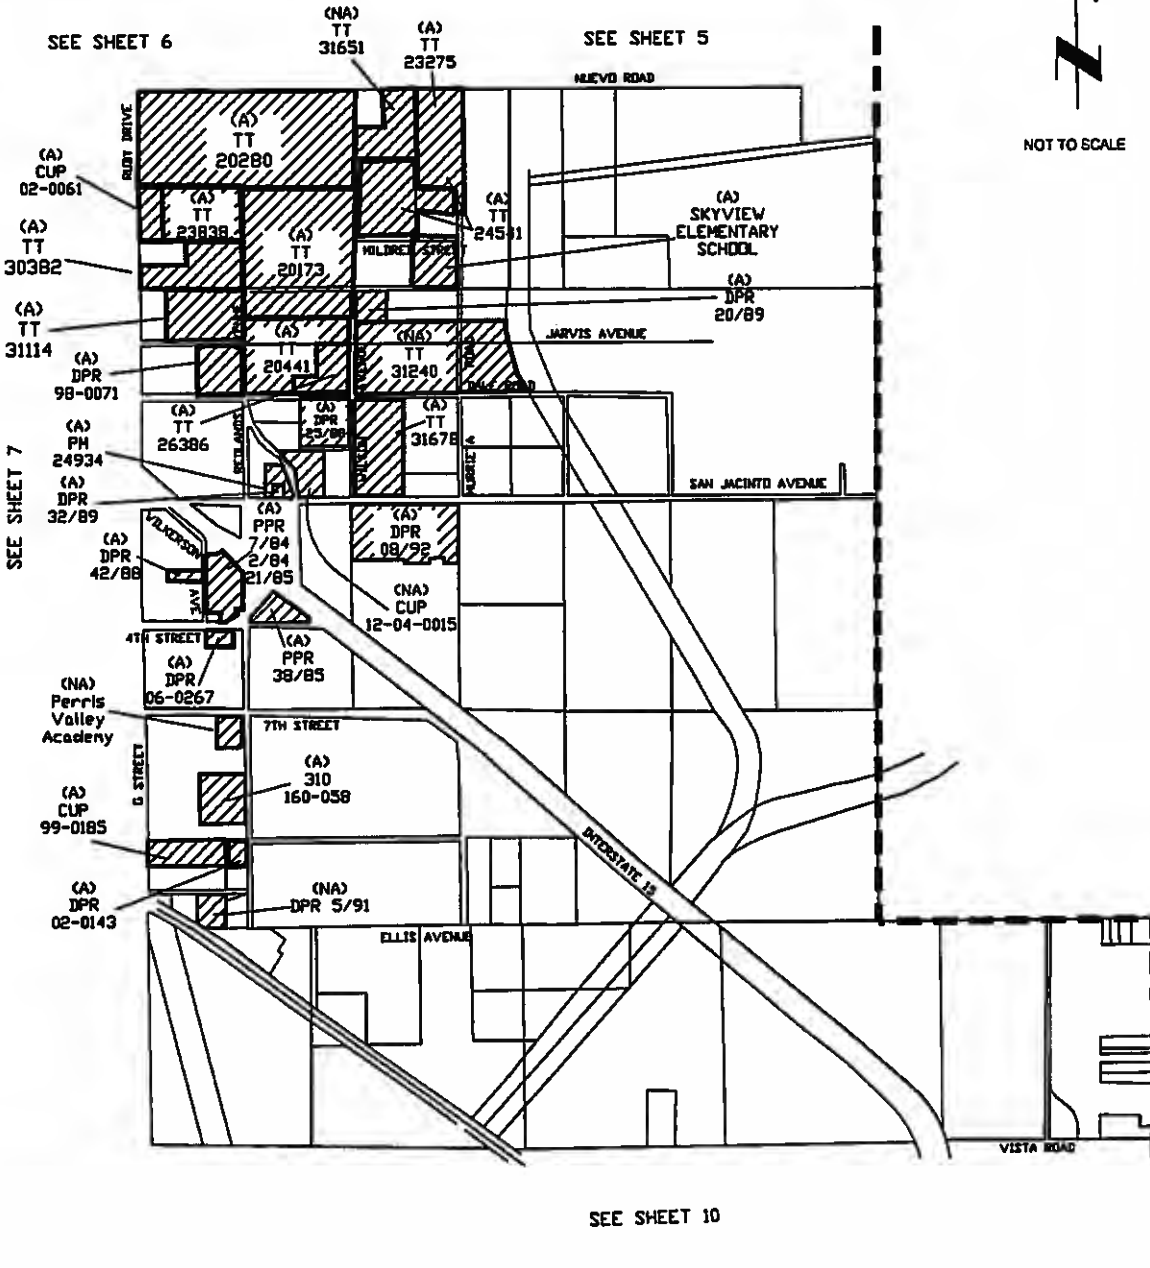 SEE SHEET 6
(NA)
TT
31651
(A)
TT
23275
SEE SHEET 5
NUEVO ROAD
NOT TO SCALE
RUBY DRIVE
(A)
TT
20280
(A)
CUP
02-0061
(A)
TT
23838
(A)
TT
30382
(A)
TT
20173
(A)
TT
24541
(A)
SKYVIEW
ELEMENTARY
SCHOOL
MILDRED STREET
(A)
DPR
20/89
(A)
TT
31114
(A)
TT
20441
(NA)
TT
31240
JARVIS AVENUE
ROAD
DALE ROAD
(A)
DPR
98-0071
(A)
TT
26386
(A)
DPR
25/88
(A)
TT
31678
REDLANDS
WILSON
MURRIETA
(A)
PM
24934
(A)
DPR
32/89
SAN JACINTO AVENUE
SEE SHEET 7
WILKERSON
AVE
(A)
PPR
7/84
2/84
21/85
(A)
DPR
08/92
(A)
DPR
42/88
(NA)
CUP
12-04-0015
4TH STREET
(A)
DPR
06-0267
(A)
PPR
38/85
(NA)
Perris
Valley
Academy
7TH STREET
G STREET
(A)
310
160-058
(A)
CUP
99-0185
INTERSTATE 15
(A)
DPR
02-0143
(NA)
DPR 5/91
ELLIS AVENUE
VISTA ROAD
SEE SHEET 10